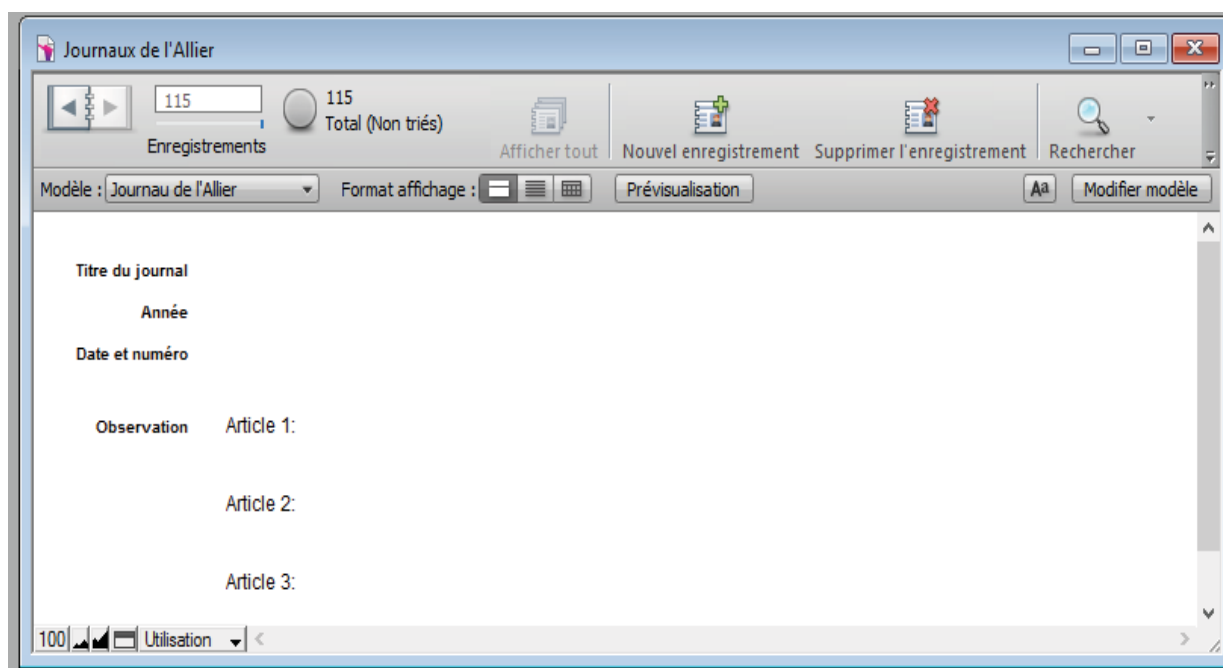 Journaux de l'Allier
115
115
Total (Non triés)
Enregistrements
Afficher tout
Nouvel enregistrement
Supprimer l'enregistrement
Rechercher
Modèle : Journau de l'Allier
Format affichage :
Prévisualisation
Aa
Modifier modèle
Titre du journal
Année
Date et numéro
Observation Article 1:
Article 2:
Article 3:
100 Utilisation